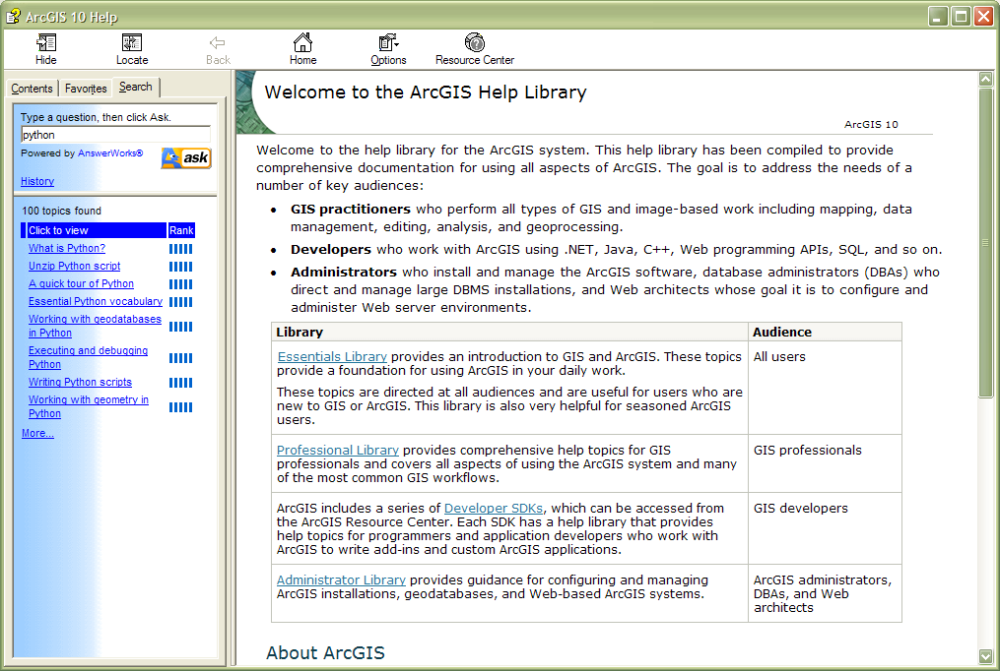 ArcGIS 10 Help
Hide
Locate
Back
Home
Options
Resource Center
Contents
Favorites
Search
Type a question, then click Ask.
python
Powered by AnswerWorks®
ask
History
100 topics found
Click to view Rank
What is Python?
Unzip Python script
A quick tour of Python
Essential Python vocabulary
Working with geodatabases
in Python
Executing and debugging
Python
Writing Python scripts
Working with geometry in
Python
More...
Welcome to the ArcGIS Help Library
ArcGIS 10
Welcome to the help library for the ArcGIS system. This help library has been compiled to provide
comprehensive documentation for using all aspects of ArcGIS. The goal is to address the needs of a
number of key audiences:
• GIS practitioners who perform all types of GIS and image-based work including mapping, data
management, editing, analysis, and geoprocessing.
• Developers who work with ArcGIS using .NET, Java, C++, Web programming APIs, SQL, and so on.
• Administrators who install and manage the ArcGIS software, database administrators (DBAs) who
direct and manage large DBMS installations, and Web architects whose goal it is to configure and
administer Web server environments.
Library Audience
Essentials Library provides an introduction to GIS and ArcGIS. These topics All users
provide a foundation for using ArcGIS in your daily work.
These topics are directed at all audiences and are useful for users who are
new to GIS or ArcGIS. This library is also very helpful for seasoned ArcGIS
users.
Professional Library provides comprehensive help topics for GIS GIS professionals
professionals and covers all aspects of using the ArcGIS system and many
of the most common GIS workflows.
ArcGIS includes a series of Developer SDKs, which can be accessed from GIS developers
the ArcGIS Resource Center. Each SDK has a help library that provides
help topics for programmers and application developers who work with
ArcGIS to write add-ins and custom ArcGIS applications.
Administrator Library provides guidance for configuring and managing ArcGIS administrators,
ArcGIS installations, geodatabases, and Web-based ArcGIS systems. DBAs, and Web
architects
About ArcGIS